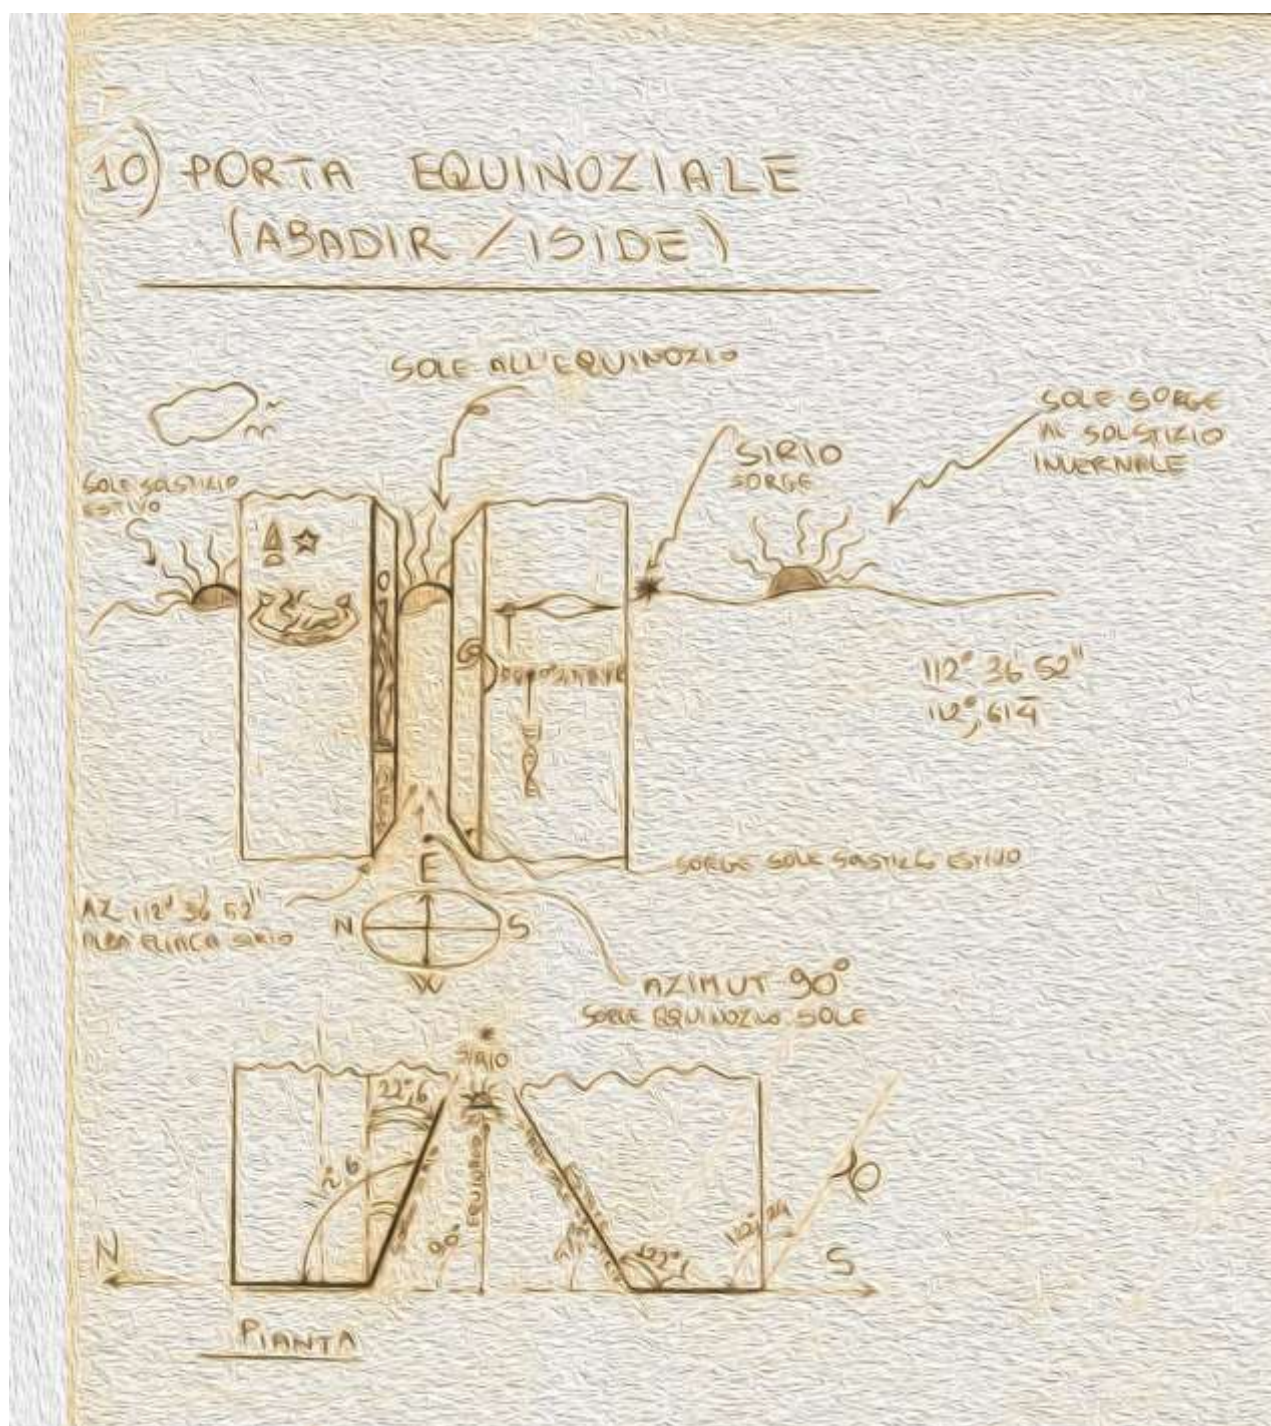 10) PORTA EQUINOZIALE
(ABADIR / ISIDE)
SOLE ALL'EQUINOZIO
SOLE SORGE
AL SOLSTIZIO
INVERNALE
SIRIO
SORGE
SOLE SOLSTIZIO
ESTIVO
112° 36' 52"
112°,614
SORGE SOLE SOLSTIZIO ESTIVO
E
AZ 112° 36' 52"
ALBA ELIACA SIRIO
N
S
W
AZIMUT 90°
SORGE EQUINOZIO SOLE
SIRIO
22°,6
EQUINOZIO
90°
N
S
PIANTA